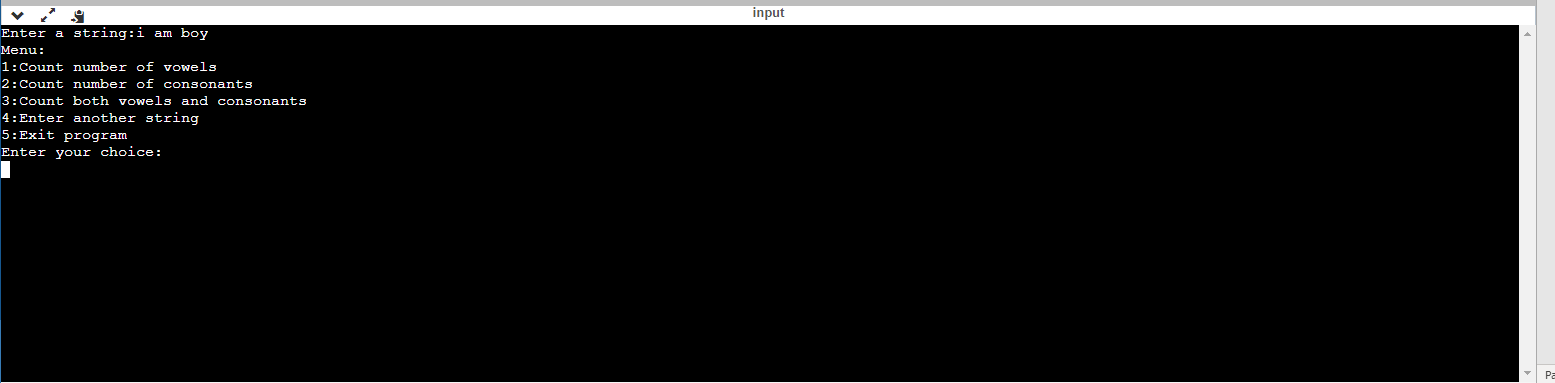 input
Enter a string:i am boy
Menu:
1:Count number of vowels
2:Count number of consonants
3:Count both vowels and consonants
4:Enter another string
5:Exit program
Enter your choice:
Pa